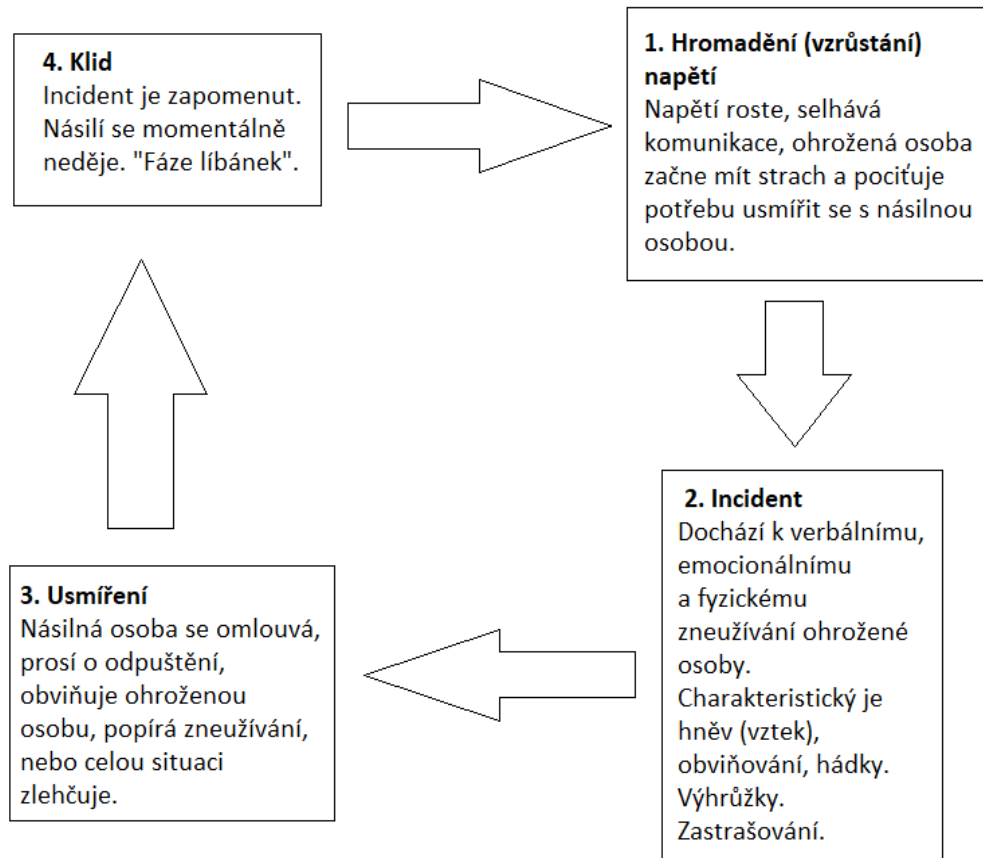 4. Klid
Incident je zapomenut.
Násilí se momentálně
neděje. "Fáze líbánek".
1. Hromadění (vzrůstání)
napětí
Napětí roste, selhává
komunikace, ohrožená osoba
začne mít strach a pociťuje
potřebu usmířit se s násilnou
osobou.
2. Incident
Dochází k verbálnímu,
emocionálnímu
a fyzickému
zneužívání ohrožené
osoby.
Charakteristický je
hněv (vztek),
obviňování, hádky.
Výhrůžky.
Zastrašování.
3. Usmíření
Násilná osoba se omlouvá,
prosí o odpuštění,
obviňuje ohroženou
osobu, popírá zneužívání,
nebo celou situaci
zlehčuje.